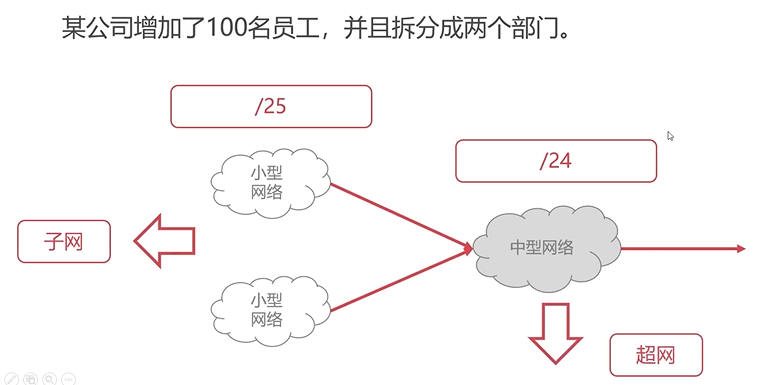 某公司增加了100名员工，并且拆分成两个部门。
/25
/24
小型
网络
中型网络
子网
小型
网络
超网